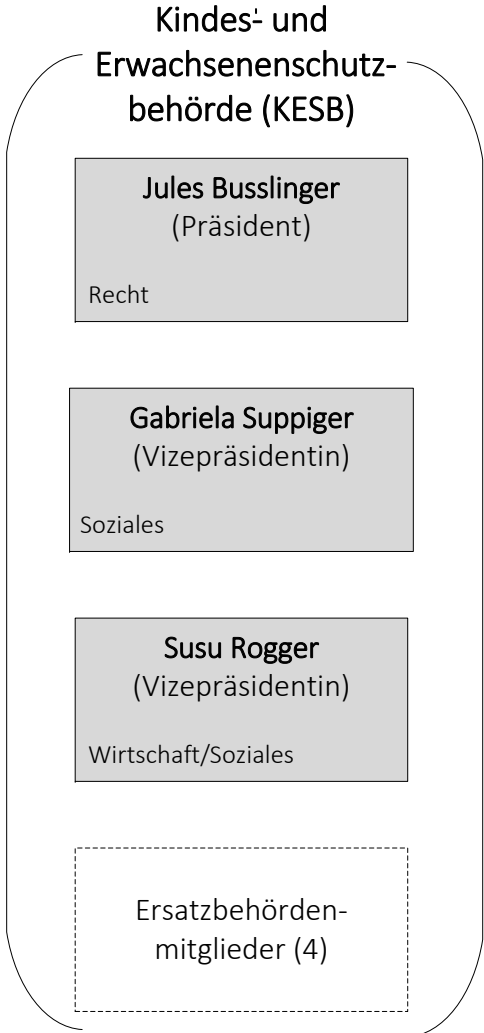 Kindes- und
Erwachsenenschutz-
behörde (KESB)
Jules Busslinger
(Präsident)
Recht
Gabriela Suppiger
(Vizepräsidentin)
Soziales
Susu Rogger
(Vizepräsidentin)
Wirtschaft/Soziales
Ersatzbehörden-
mitglieder (4)